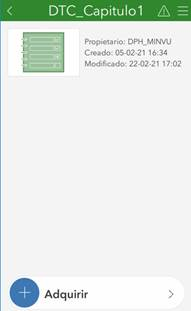 DTC_Capitulo1
Propietario: DPH_MINVU
Creado: 05-02-21 16:34
Modificado: 22-02-21 17:02
Adquirir